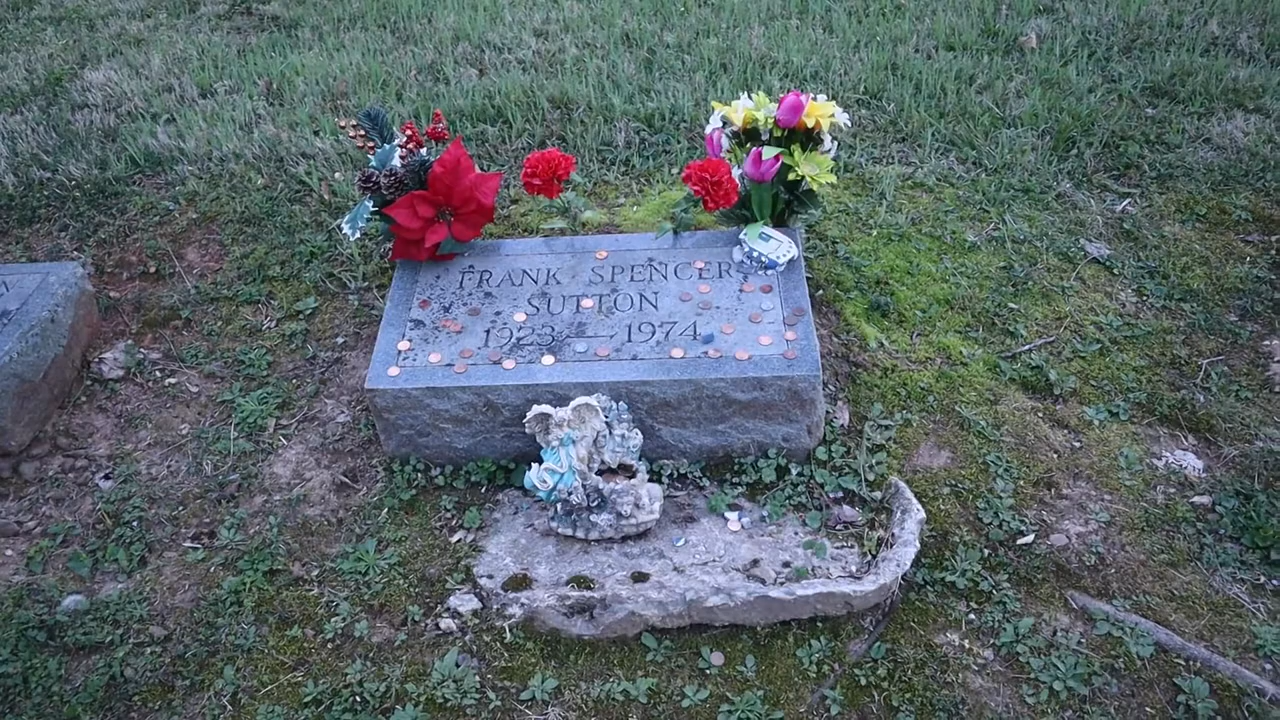 FRANK SPENCER
SUTTON
1923 — 1974